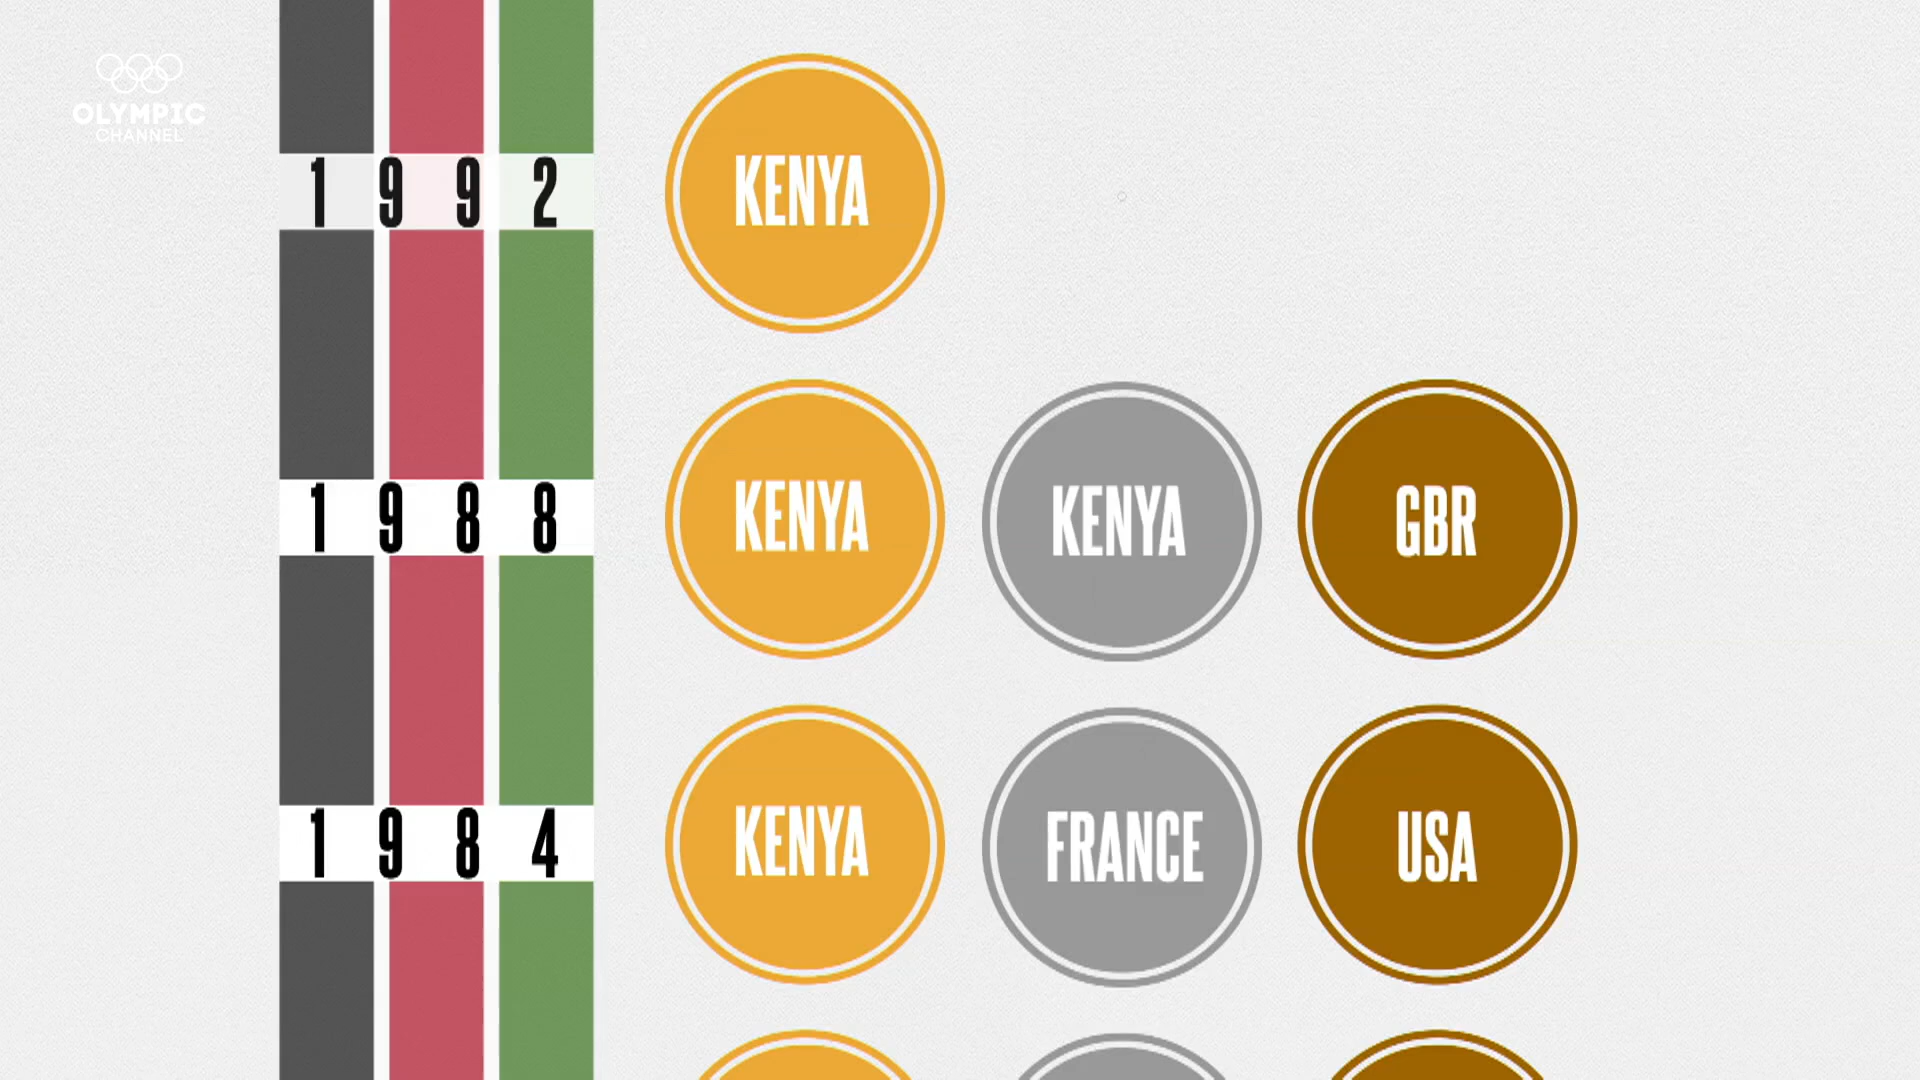 OLYMPIC
CHANNEL
1992
KENYA
1988
KENYA
KENYA
GBR
1984
KENYA
FRANCE
USA